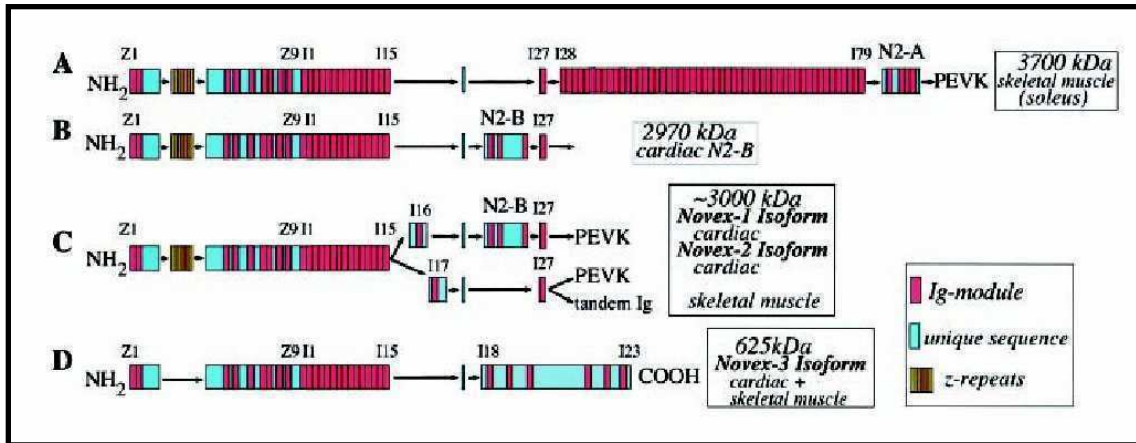 Z1 Z9 I1 I15 I27 I28 I79 N2-A
A NH2 PEVK
3700 kDa
skeletal muscle
(soleus)
Z1 Z9 I1 I15 N2-B I27
B NH2
2970 kDa
cardiac N2-B
I16 N2-B I27
Z1 Z9 I1 I15
PEVK
C NH2
I17 I27
PEVK
tandem Ig
~3000 kDa
Novex-1 Isoform
cardiac
Novex-2 Isoform
cardiac
skeletal muscle
Z1 Z9 I1 I15 I18 I23
D NH2 COOH
625kDa
Novex-3 Isoform
cardiac +
skeletal muscle
Ig-module
unique sequence
z-repeats